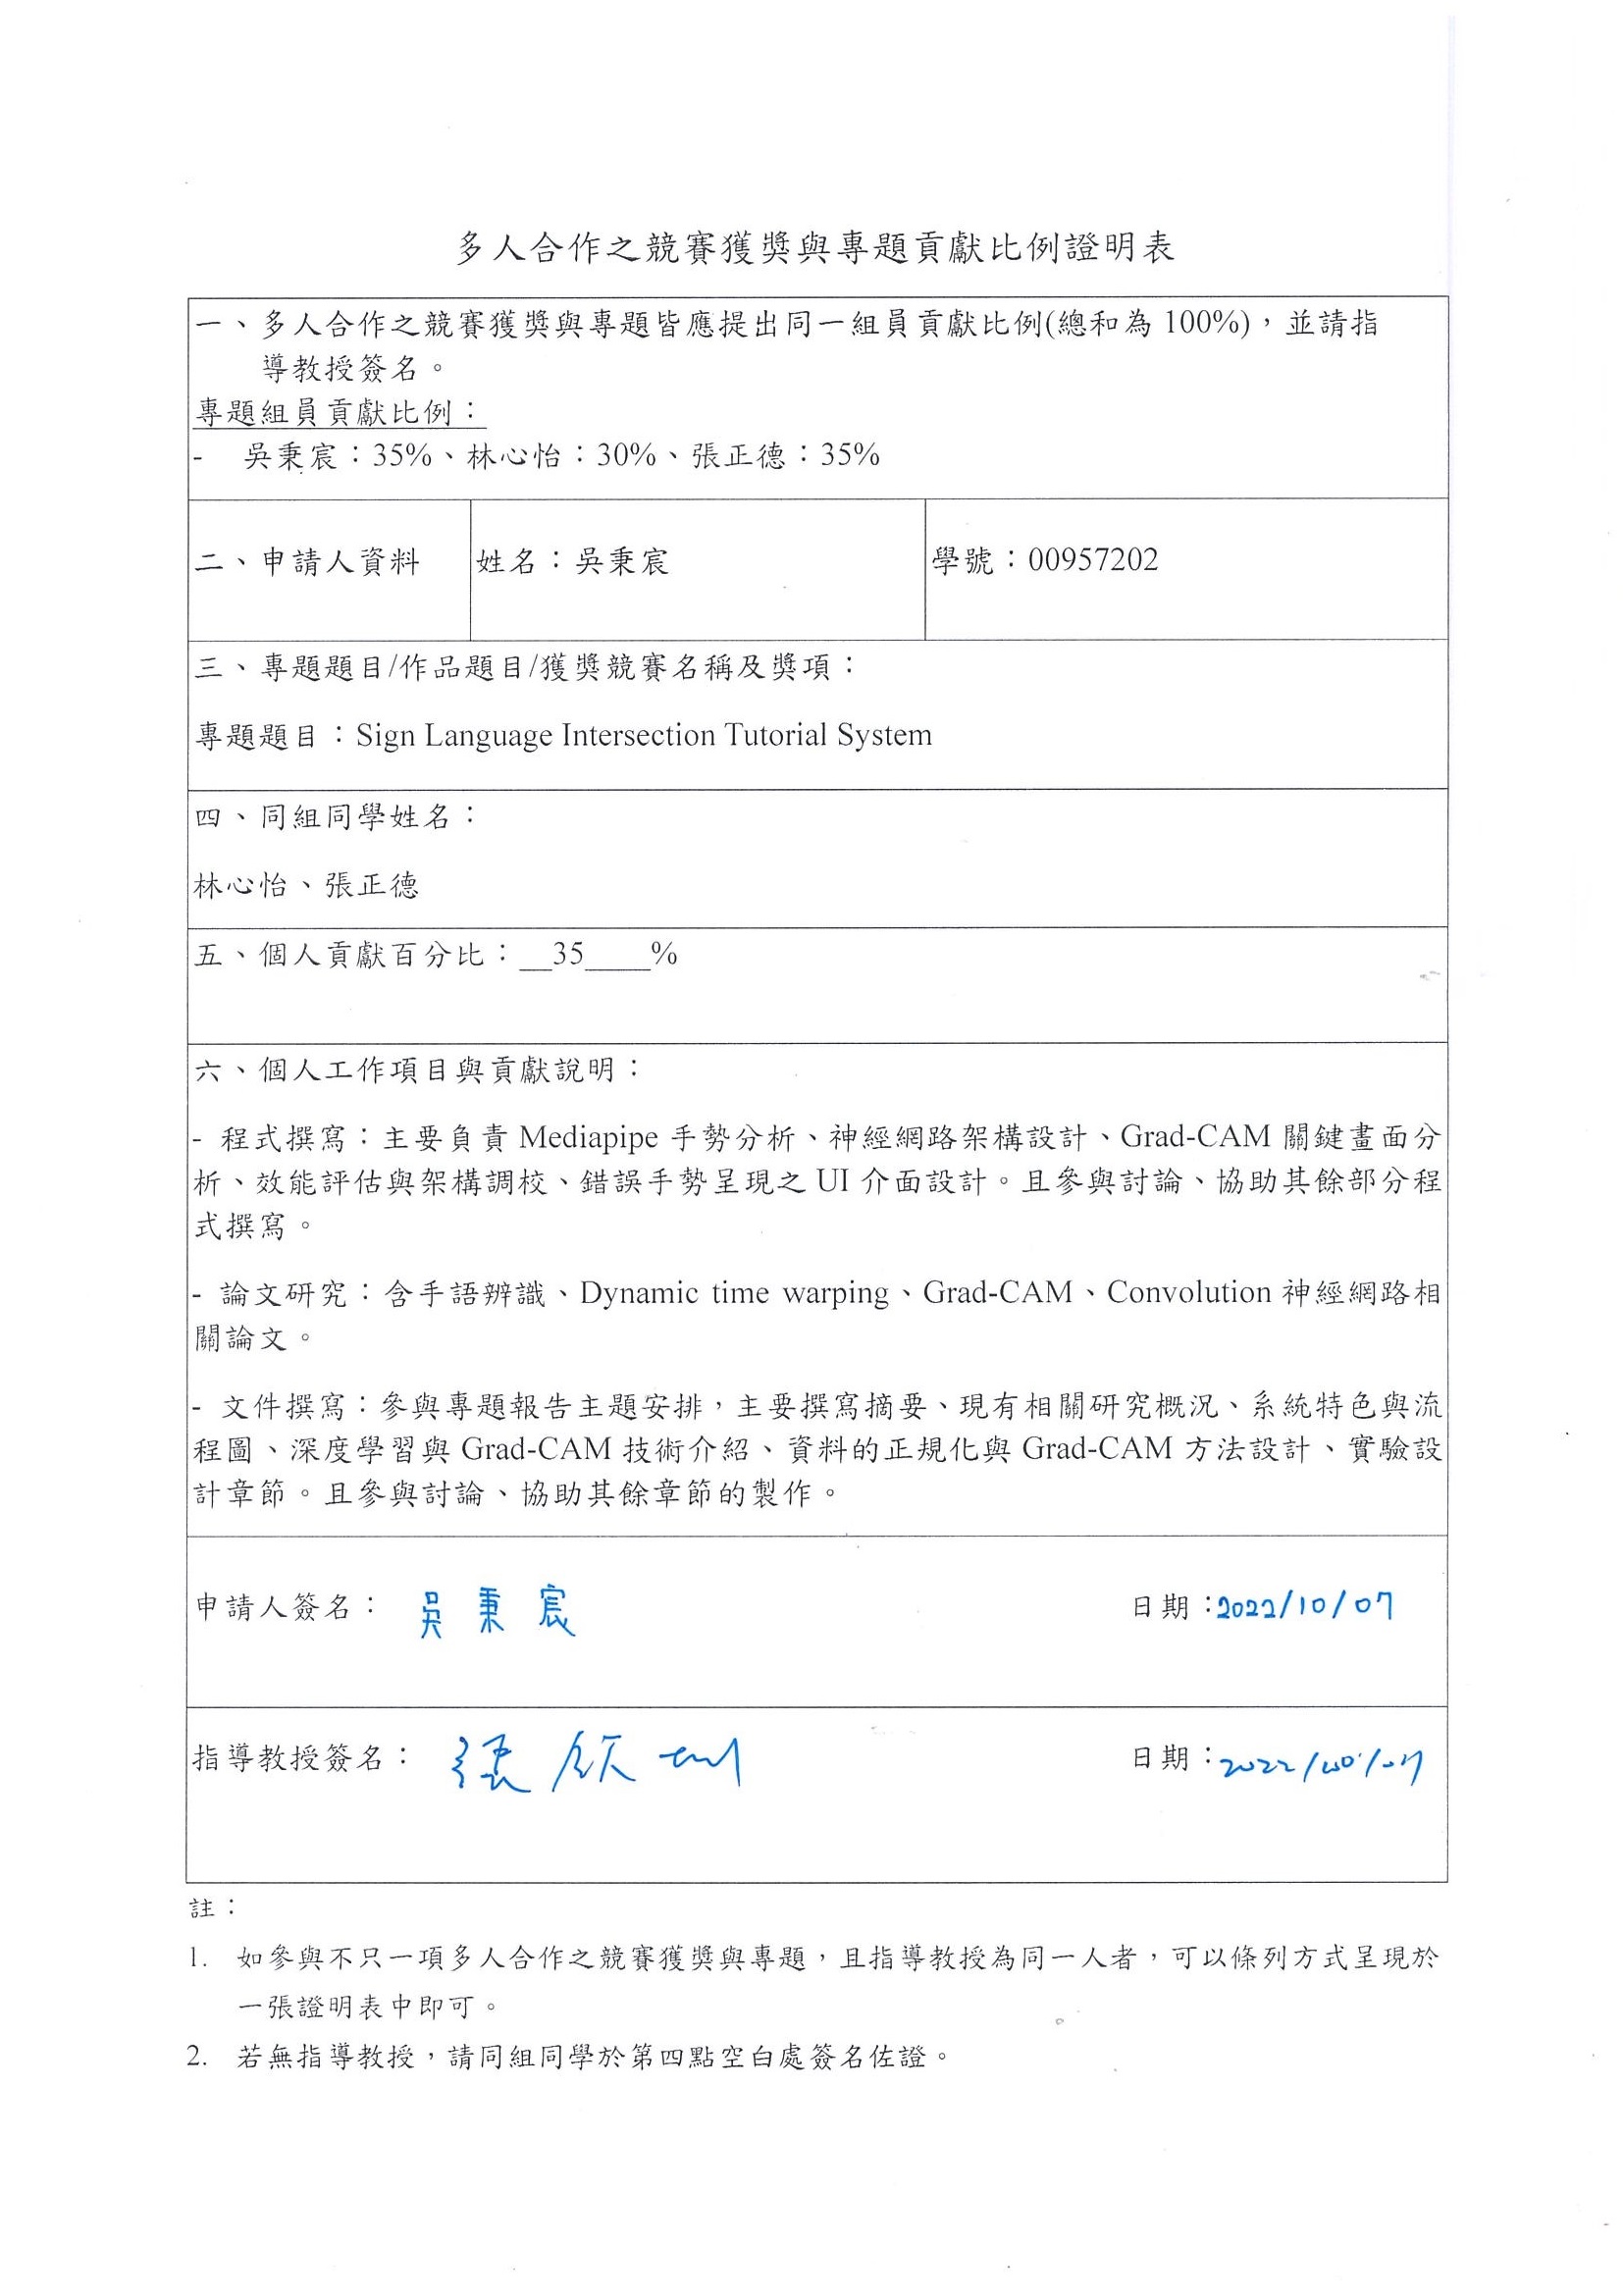 多人合作之競賽獲獎與專題貢獻比例證明表
一、多人合作之競賽獲獎與專題皆應提出同一組員貢獻比例(總和為 100%)，並請指
導教授簽名。
專題組員貢獻比例：
- 吳秉宸：35%、林心怡：30%、張正德：35%
二、申請人資料 姓名：吳秉宸 學號：00957202
三、專題題目/作品題目/獲獎競賽名稱及獎項：
專題題目：Sign Language Intersection Tutorial System
四、同組同學姓名：
林心怡、張正德
五、個人貢獻百分比：__35____%
六、個人工作項目與貢獻說明：
- 程式撰寫：主要負責 Mediapipe 手勢分析、神經網路架構設計、Grad-CAM 關鍵畫面分
析、效能評估與架構調校、錯誤手勢呈現之 UI 介面設計。且參與討論、協助其餘部分程
式撰寫。
- 論文研究：含手語辨識、Dynamic time warping、Grad-CAM、Convolution 神經網路相
關論文。
- 文件撰寫：參與專題報告主題安排，主要撰寫摘要、現有相關研究概況、系統特色與流
程圖、深度學習與 Grad-CAM 技術介紹、資料的正規化與 Grad-CAM 方法設計、實驗設
計章節。且參與討論、協助其餘章節的製作。
申請人簽名： 吳秉宸 日期：2022/10/07
指導教授簽名： 張 日期：2022/
註：
1. 如參與不只一項多人合作之競賽獲獎與專題，且指導教授為同一人者，可以條列方式呈現於
一張證明表中即可。
2. 若無指導教授，請同組同學於第四點空白處簽名佐證。